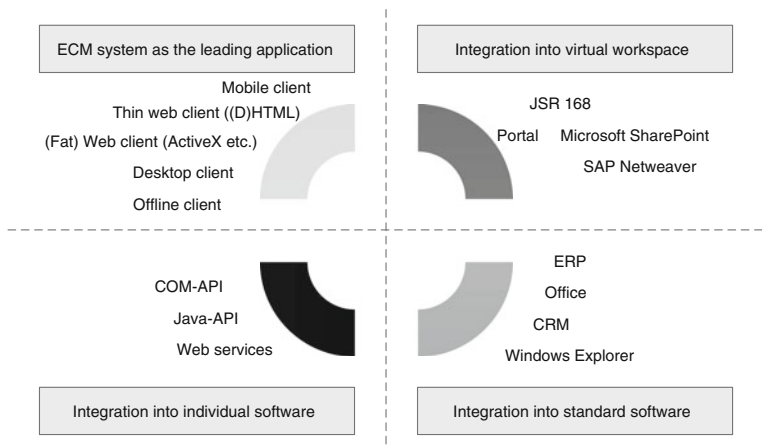 ECM system as the leading application
Mobile client
Thin web client ((D)HTML)
(Fat) Web client (ActiveX etc.)
Desktop client
Offline client
Integration into virtual workspace
JSR 168
Portal
Microsoft SharePoint
SAP Netweaver
COM-API
Java-API
Web services
Integration into individual software
ERP
Office
CRM
Windows Explorer
Integration into standard software